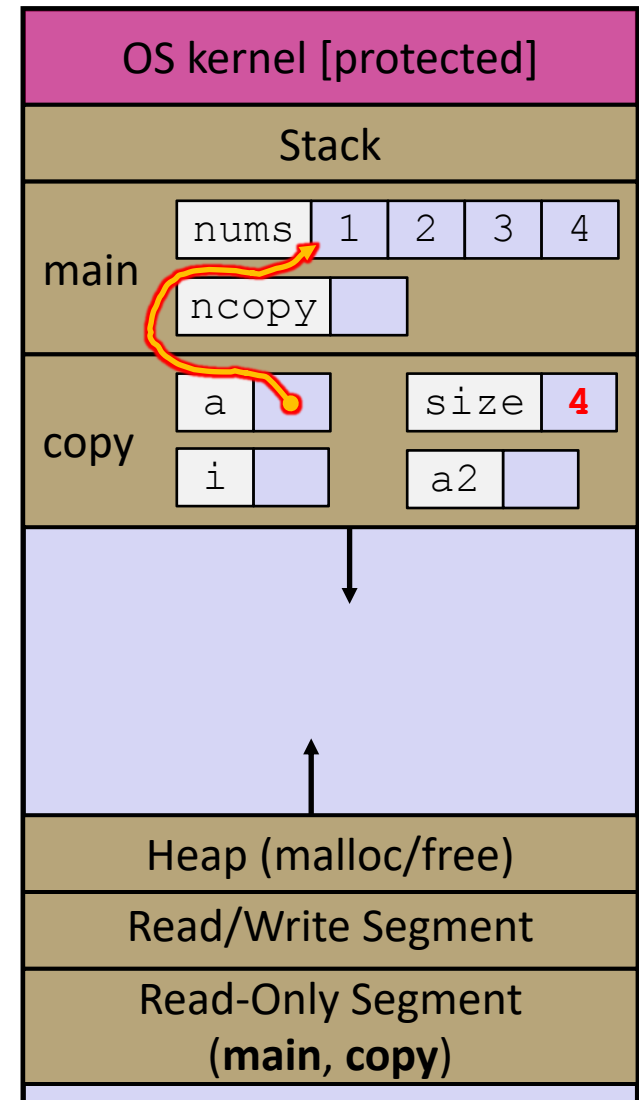 OS kernel [protected]
Stack
main
nums 1 2 3 4
ncopy
copy
a size 4
i a2
Heap (malloc/free)
Read/Write Segment
Read-Only Segment
(main, copy)